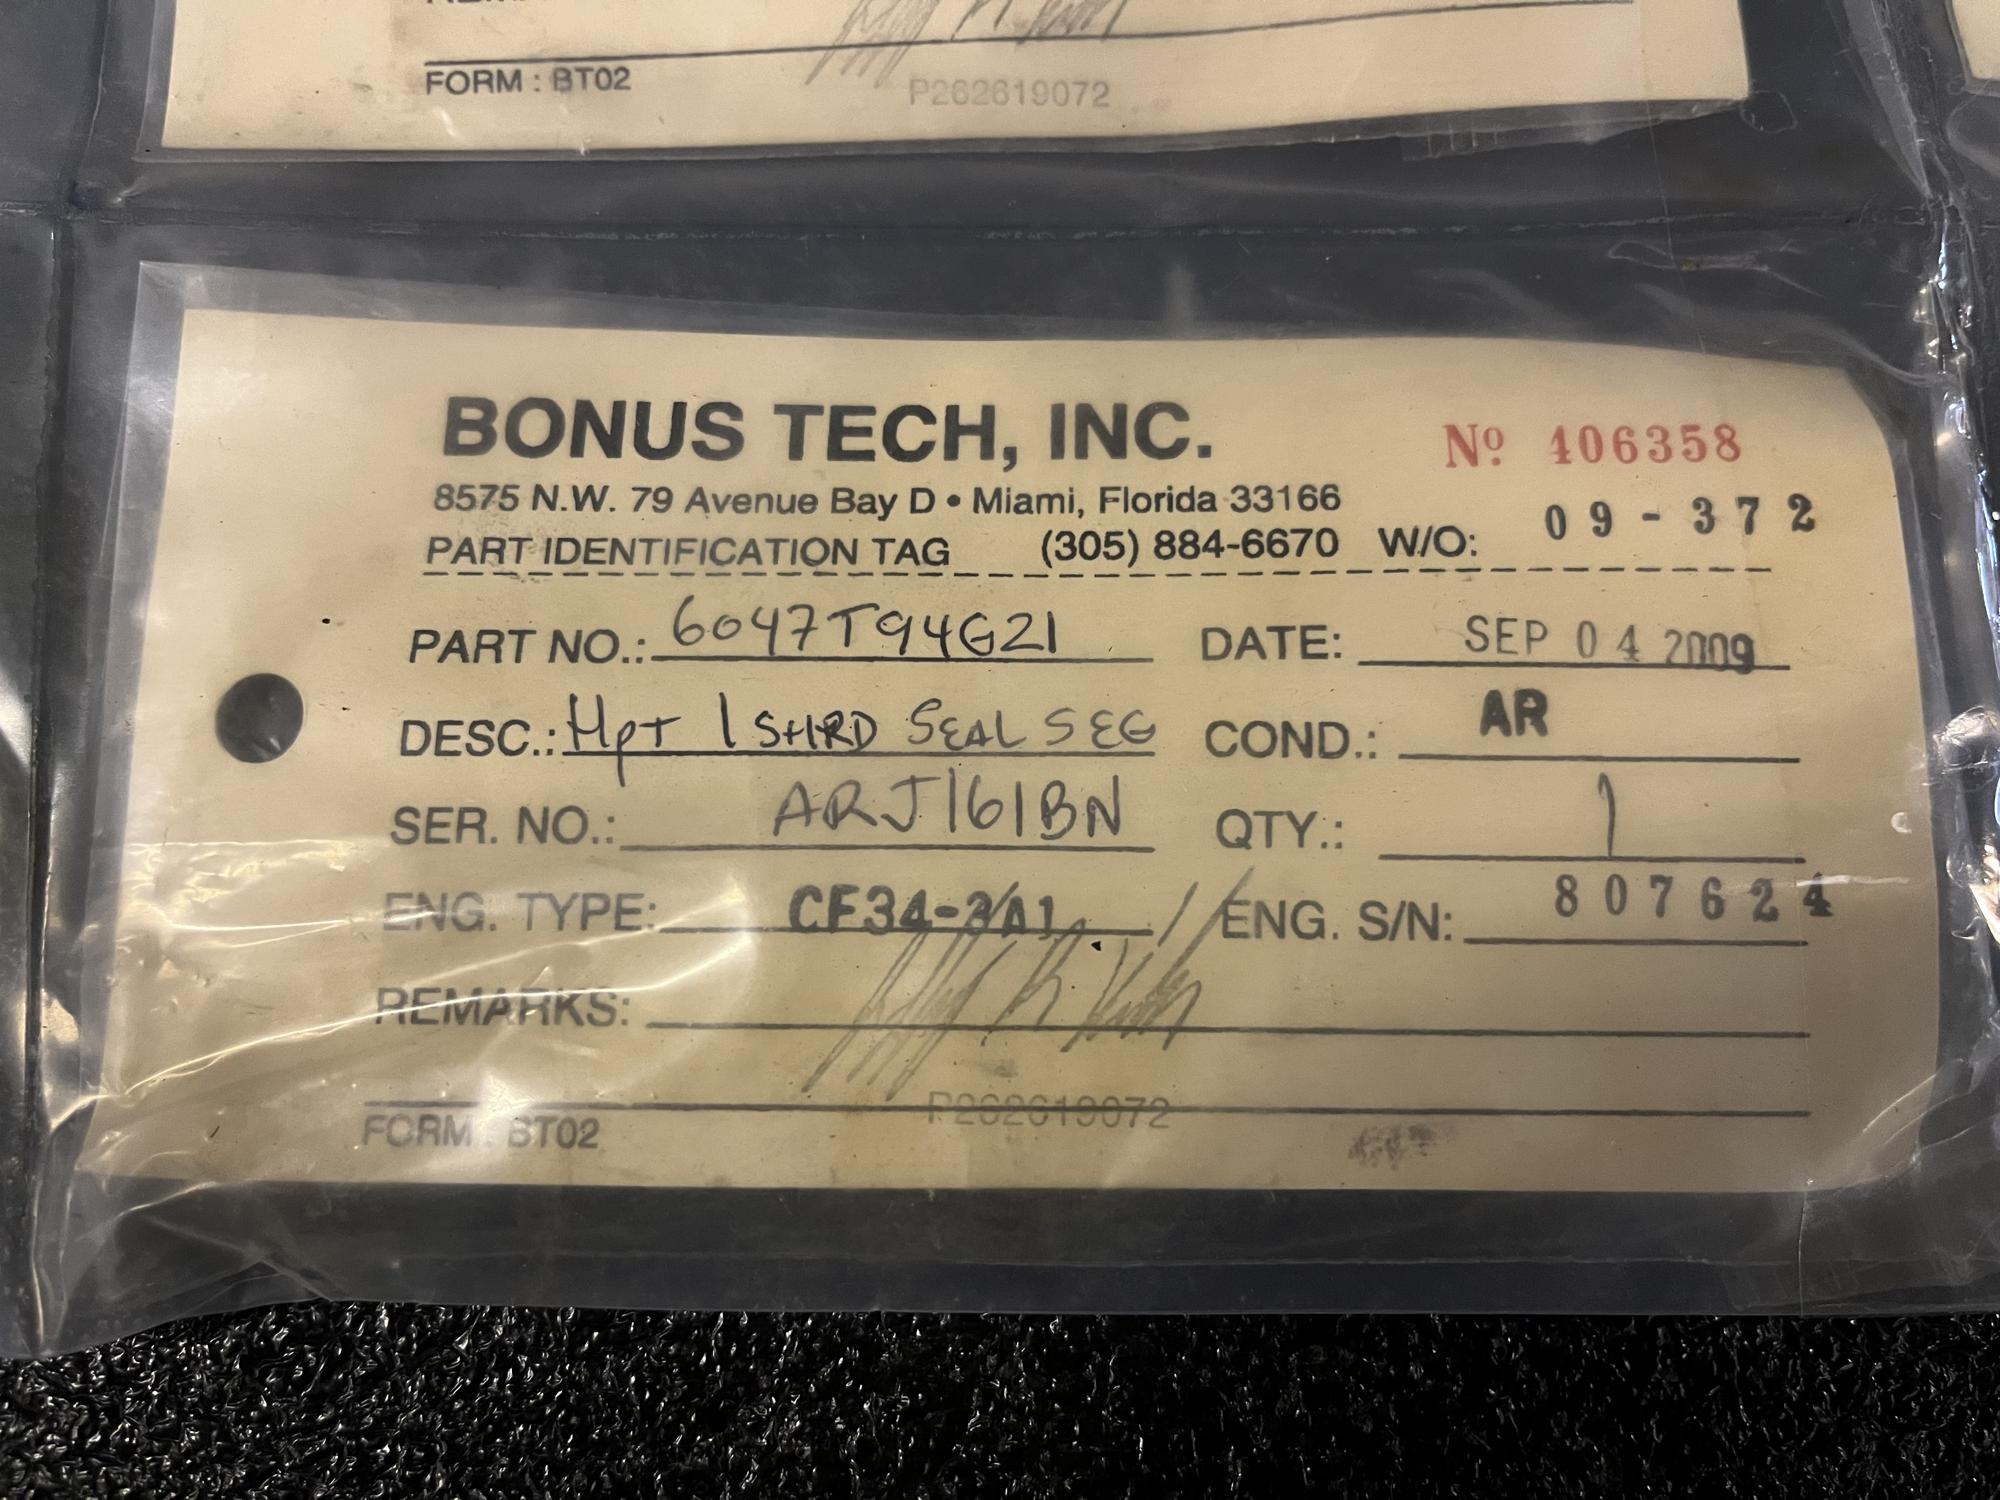 FORM : BT02
P262619072
BONUS TECH, INC.
Nº 406358
8575 N.W. 79 Avenue Bay D • Miami, Florida 33166
PART IDENTIFICATION TAG (305) 884-6670 W/O: 09-372
PART NO.: 6047T94G21 DATE: SEP 04 2009
DESC.: Hpt 1 SHRD SEAL SEG COND.: AR
SER. NO.: ARJ161BN QTY.: 1
ENG. TYPE: CF34-3A1 ENG. S/N: 807624
REMARKS:
P262619072
FORM : BT02